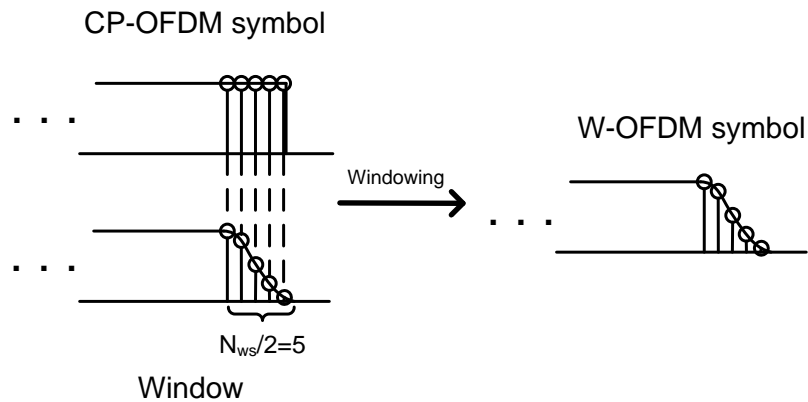 CP-OFDM symbol
. . .
W-OFDM symbol
Windowing
. . .
. . .
Nws/2=5
Window